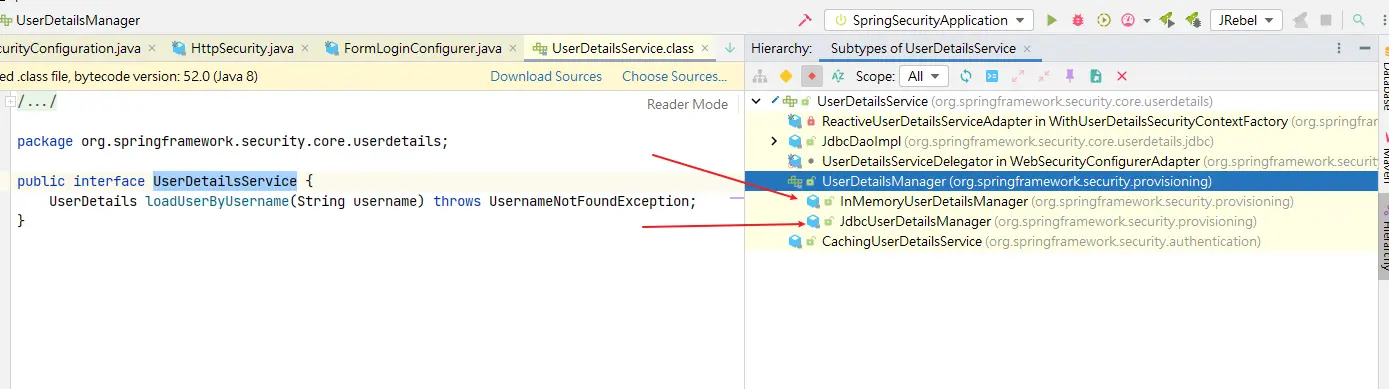 UserDetailsManager
SpringSecurityApplication
JRebel
curityConfiguration.java
HttpSecurity.java
FormLoginConfigurer.java
UserDetailsService.class
Hierarchy:
Subtypes of UserDetailsService
ed .class file, bytecode version: 52.0 (Java 8)
Download Sources
Choose Sources...
Scope:
All
/.../
Reader Mode
package org.springframework.security.core.userdetails;
public interface UserDetailsService {
UserDetails loadUserByUsername(String username) throws UsernameNotFoundException;
}
UserDetailsService (org.springframework.security.core.userdetails)
ReactiveUserDetailsServiceAdapter in WithUserDetailsSecurityContextFactory (org.spring
JdbcDaoImpl (org.springframework.security.core.userdetails.jdbc)
UserDetailsServiceDelegator in WebSecurityConfigurerAdapter (org.springframework.secu
UserDetailsManager (org.springframework.security.provisioning)
InMemoryUserDetailsManager (org.springframework.security.provisioning)
JdbcUserDetailsManager (org.springframework.security.provisioning)
CachingUserDetailsService (org.springframework.security.authentication)
Database
Maven
Hierarchy